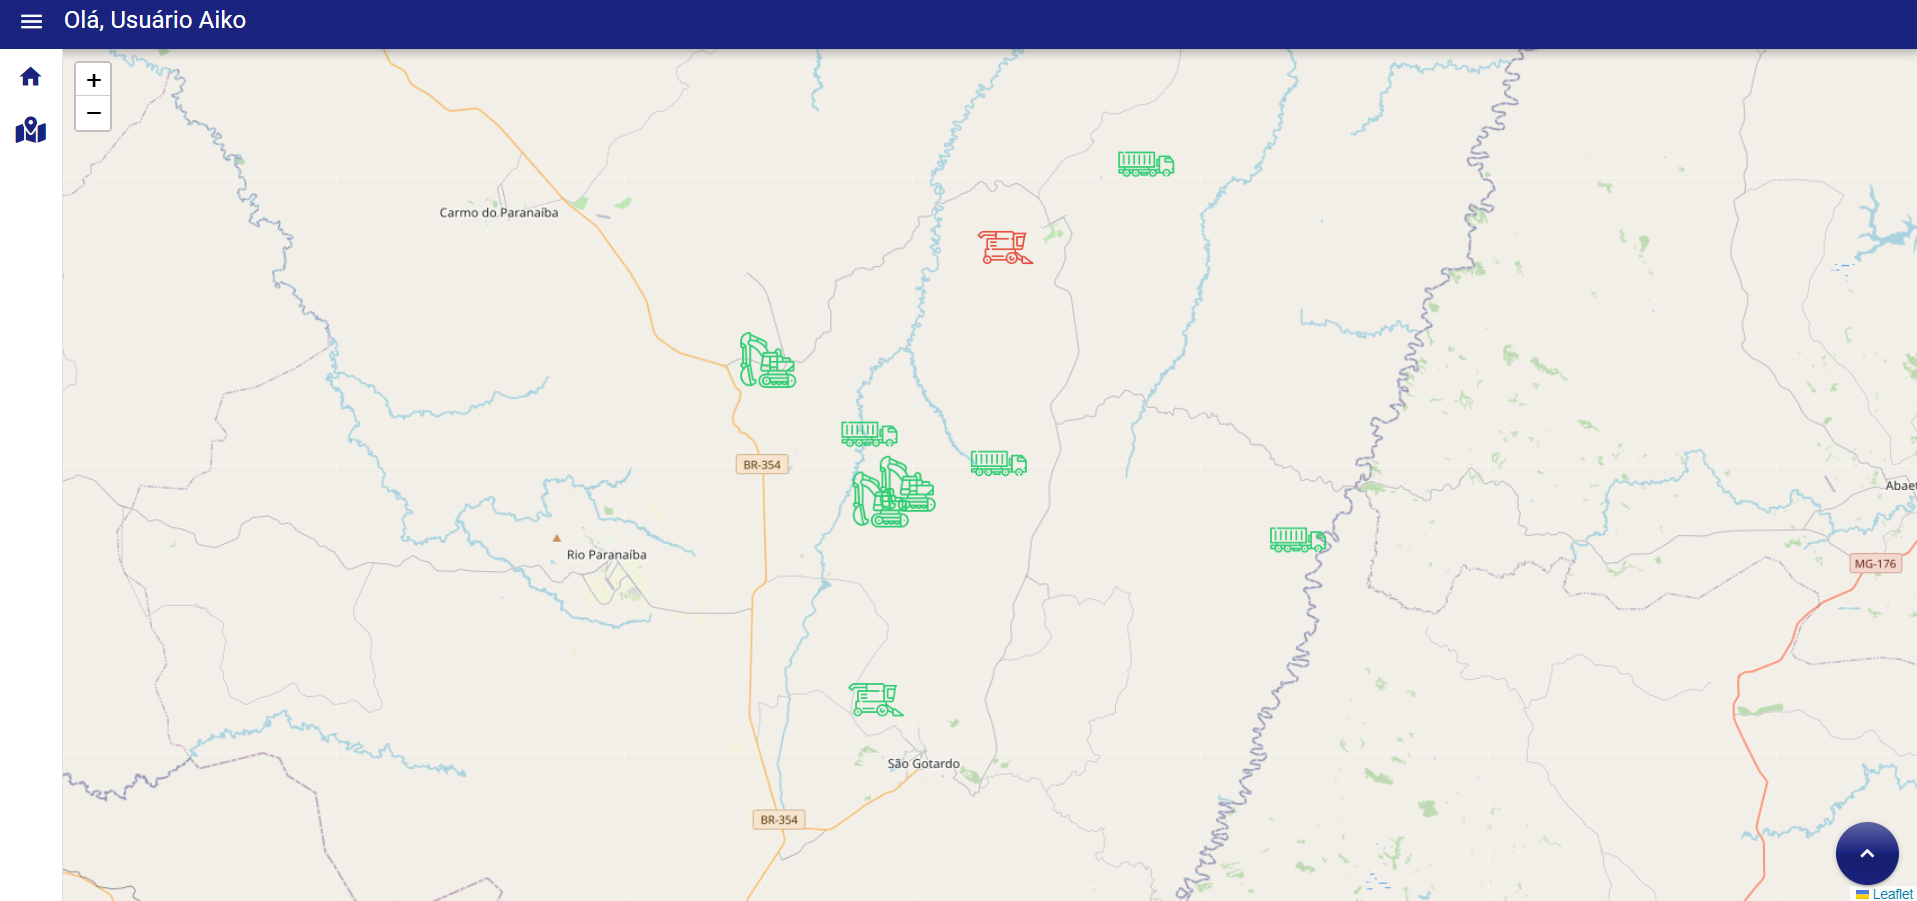 Olá, Usuário Aiko
+
−
Carmo do Paranaíba
BR-354
Abaet
Rio Paranaíba
MG-176
São Gotardo
BR-354
Leaflet